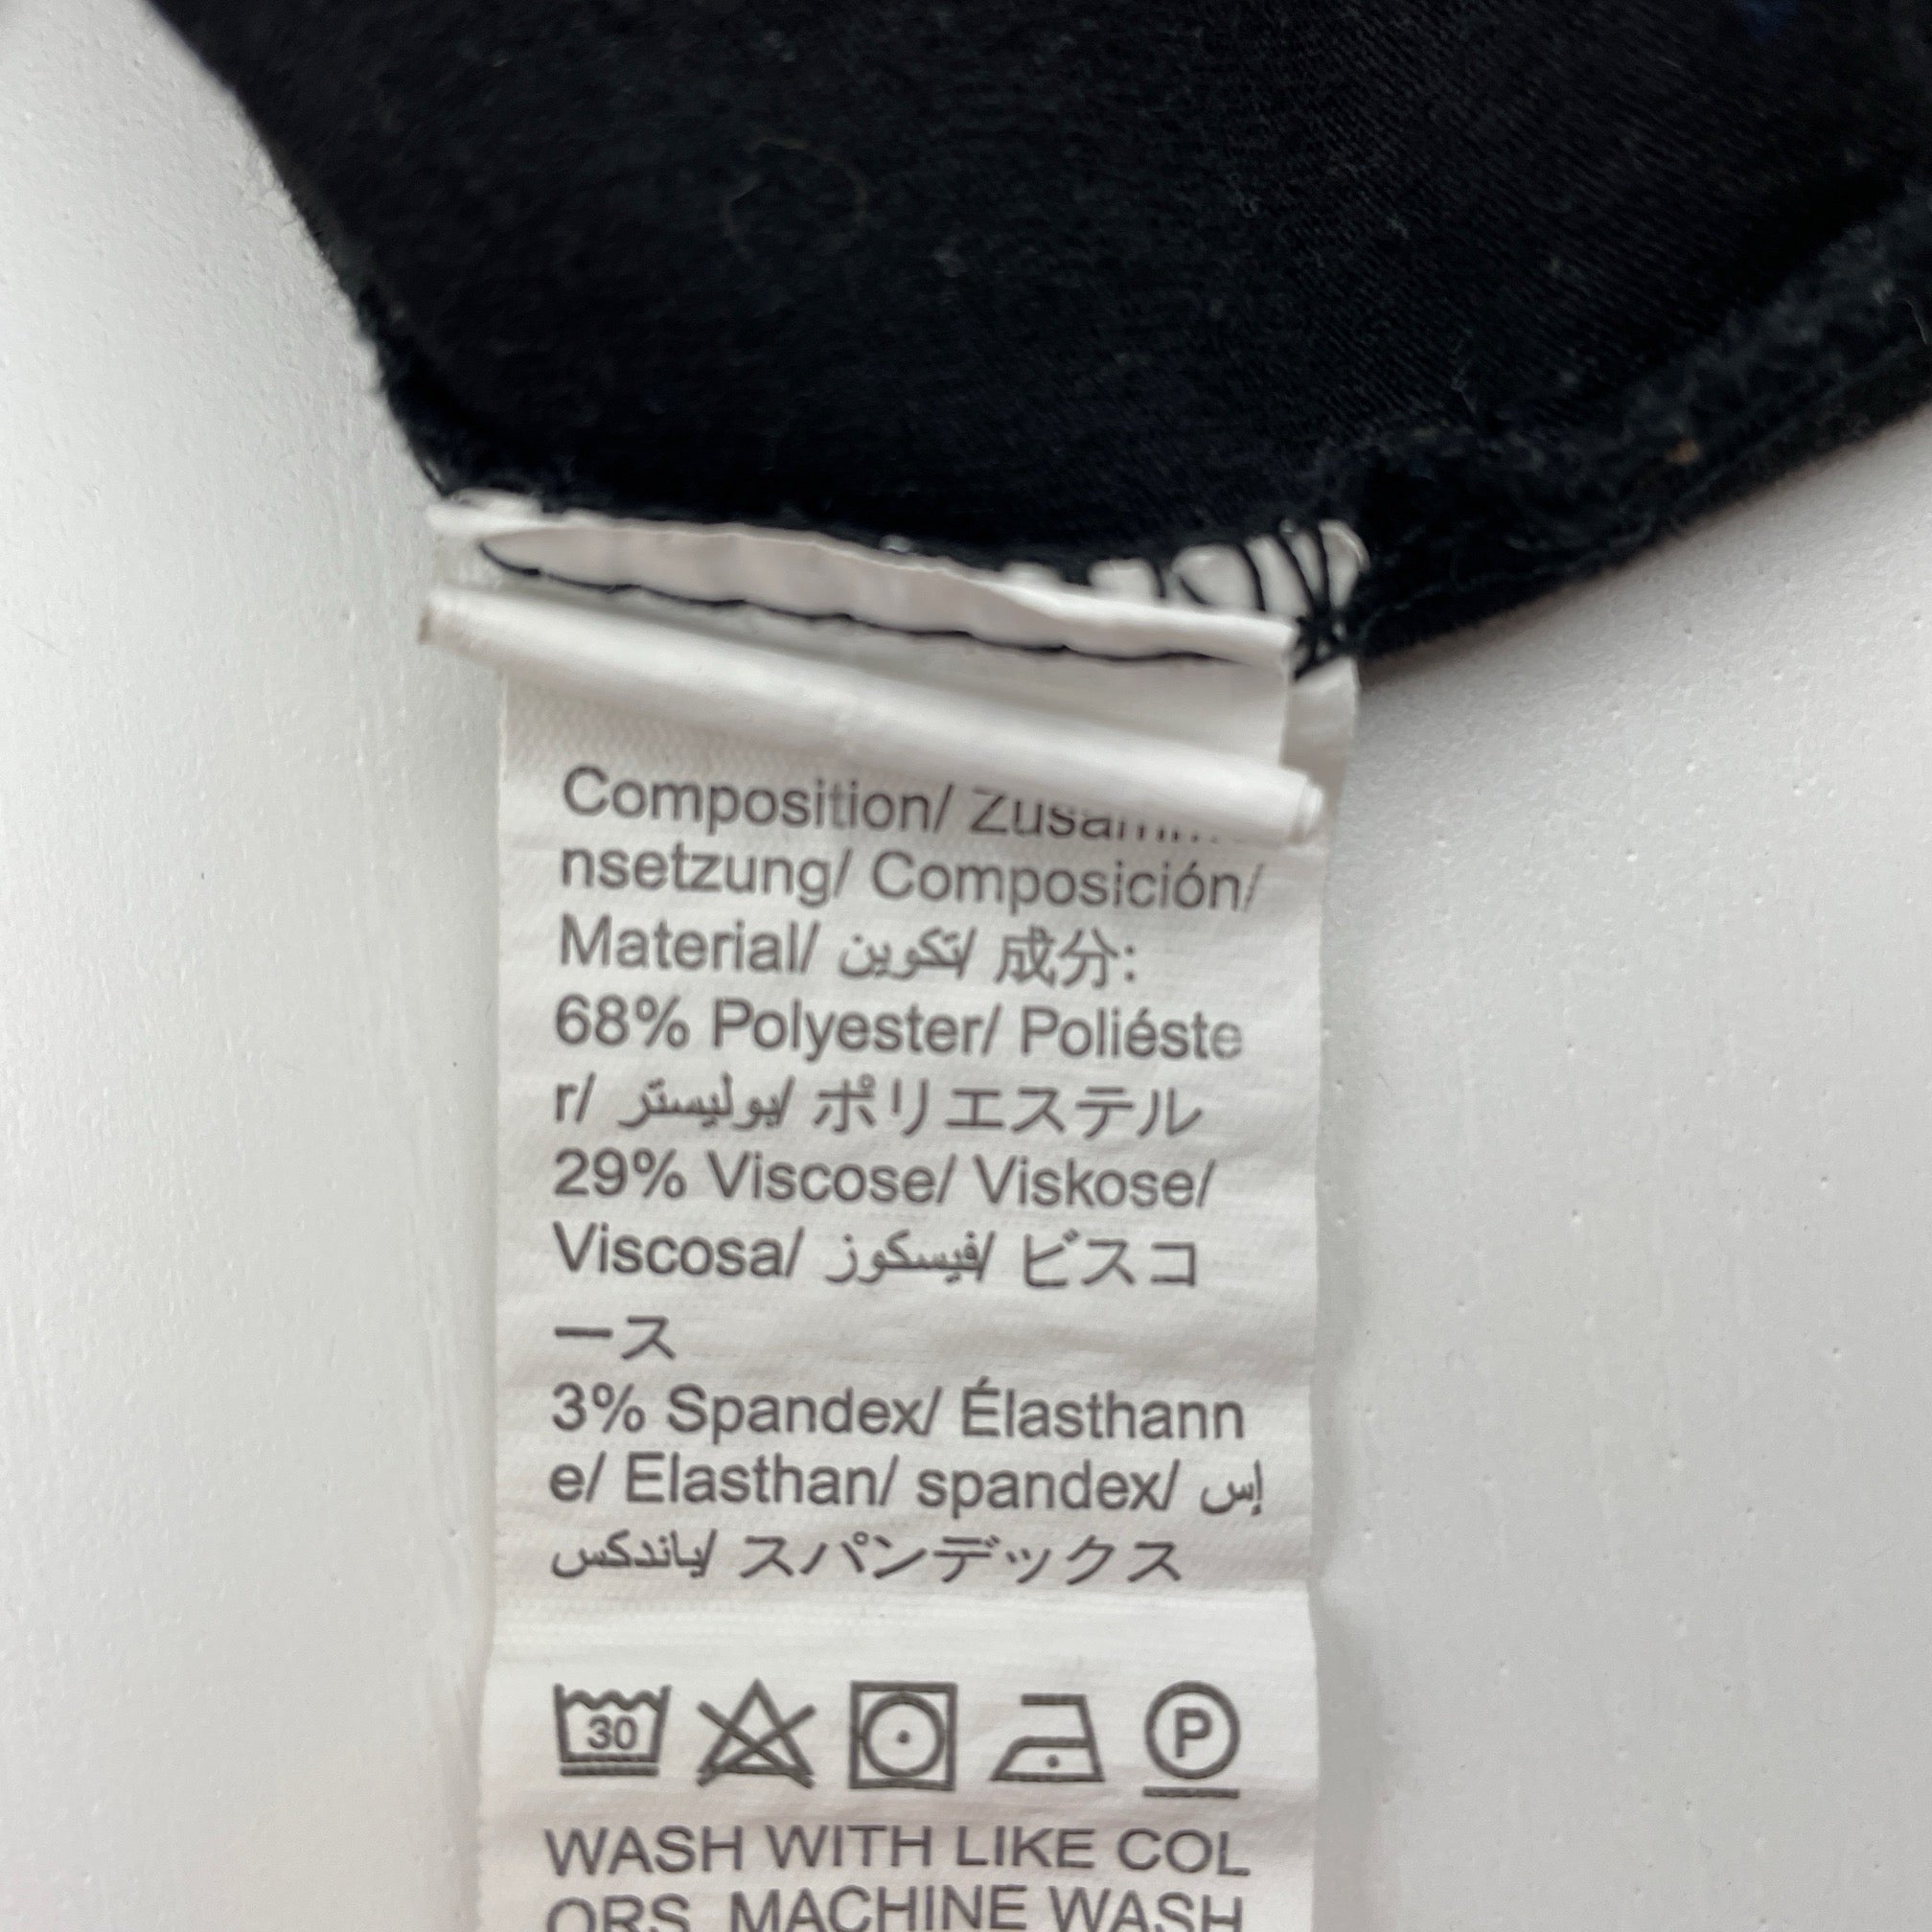 Composition/
nsetzung/ Composición/
Material/ تكوين/ 成分:
68% Polyester/ Poliéste
r/ بوليستر/ ポリエステル
29% Viscose/ Viskose/
Viscosa/ فيسكوز/ ビスコ
ース
3% Spandex/ Élasthann
e/ Elasthan/ spandex/ إس
باندكس/ スパンデックス
30
P
WASH WITH LIKE COL
ORS MACHINE WASH